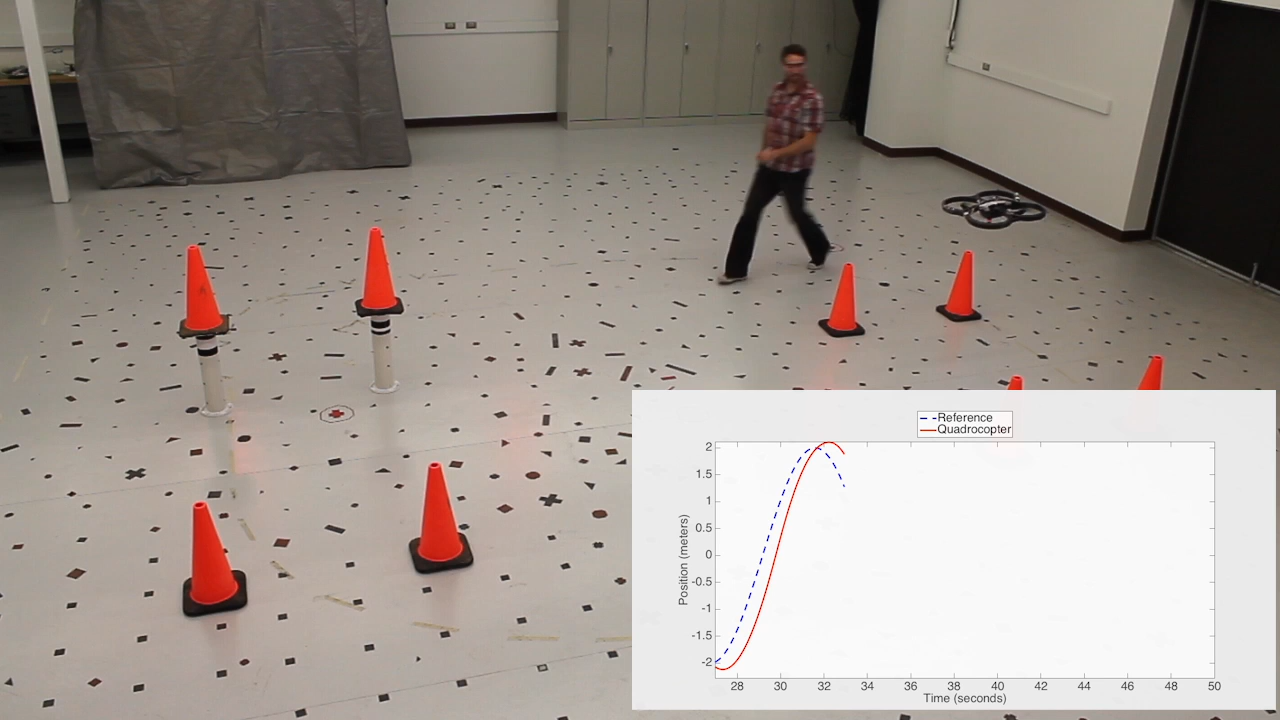 Reference
Quadrocopter
2
1.5
1
0.5
0
-0.5
-1
-1.5
-2
Position (meters)
28 30 32 34 36 38 40 42 44 46 48 50
Time (seconds)